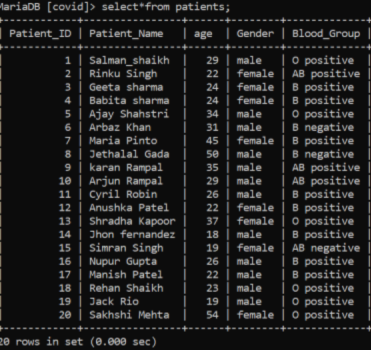 MariaDB [covid]> select*from patients;
| Patient_ID | Patient_Name | age | Gender | Blood_Group |
| 1 | Salman_shaikh | 29 | male | O positive |
| 2 | Rinku Singh | 22 | female | AB positive |
| 3 | Geeta sharma | 24 | female | B positive |
| 4 | Babita sharma | 24 | female | B positive |
| 5 | Ajay Shahstri | 34 | male | O positive |
| 6 | Arbaz Khan | 31 | male | B negative |
| 7 | Maria Pinto | 45 | female | B positive |
| 8 | Jethalal Gada | 50 | male | B negative |
| 9 | karan Rampal | 35 | male | AB positive |
| 10 | Arjun Rampal | 29 | male | AB positive |
| 11 | Cyril Robin | 26 | male | B positive |
| 12 | Anushka Patel | 22 | female | B positive |
| 13 | Shradha Kapoor | 37 | female | O positive |
| 14 | Jhon fernandez | 18 | male | B positive |
| 15 | Simran Singh | 19 | female | AB negative |
| 16 | Nupur Gupta | 26 | male | B positive |
| 17 | Manish Patel | 22 | male | B positive |
| 18 | Rehan Shaikh | 23 | male | O positive |
| 19 | Jack Rio | 19 | male | O positive |
| 20 | Sakhshi Mehta | 54 | female | O positive |
20 rows in set (0.000 sec)